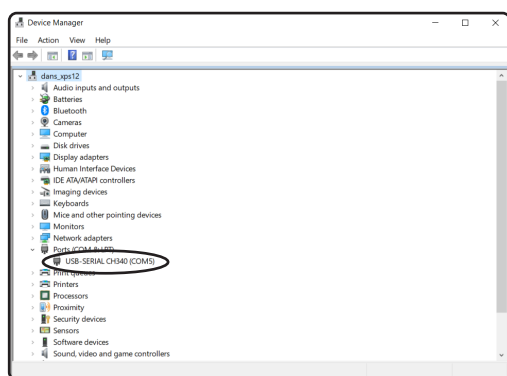 Device Manager
File Action View Help
dans_xps12
Audio inputs and outputs
Batteries
Bluetooth
Cameras
Computer
Disk drives
Display adapters
Human Interface Devices
IDE ATA/ATAPI controllers
Imaging devices
Keyboards
Mice and other pointing devices
Monitors
Network adapters
Ports (COM & LPT)
USB-SERIAL CH340 (COM5)
Print queues
Printers
Processors
Proximity
Security devices
Sensors
Software devices
Sound, video and game controllers